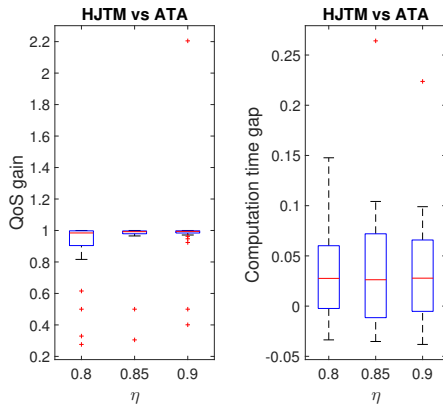 HJTM vs ATA
QoS gain
2.2
2
1.8
1.6
1.4
1.2
1
0.8
0.6
0.4
0.2
0.8 0.85 0.9
η
HJTM vs ATA
Computation time gap
0.25
0.2
0.15
0.1
0.05
0
-0.05
0.8 0.85 0.9
η